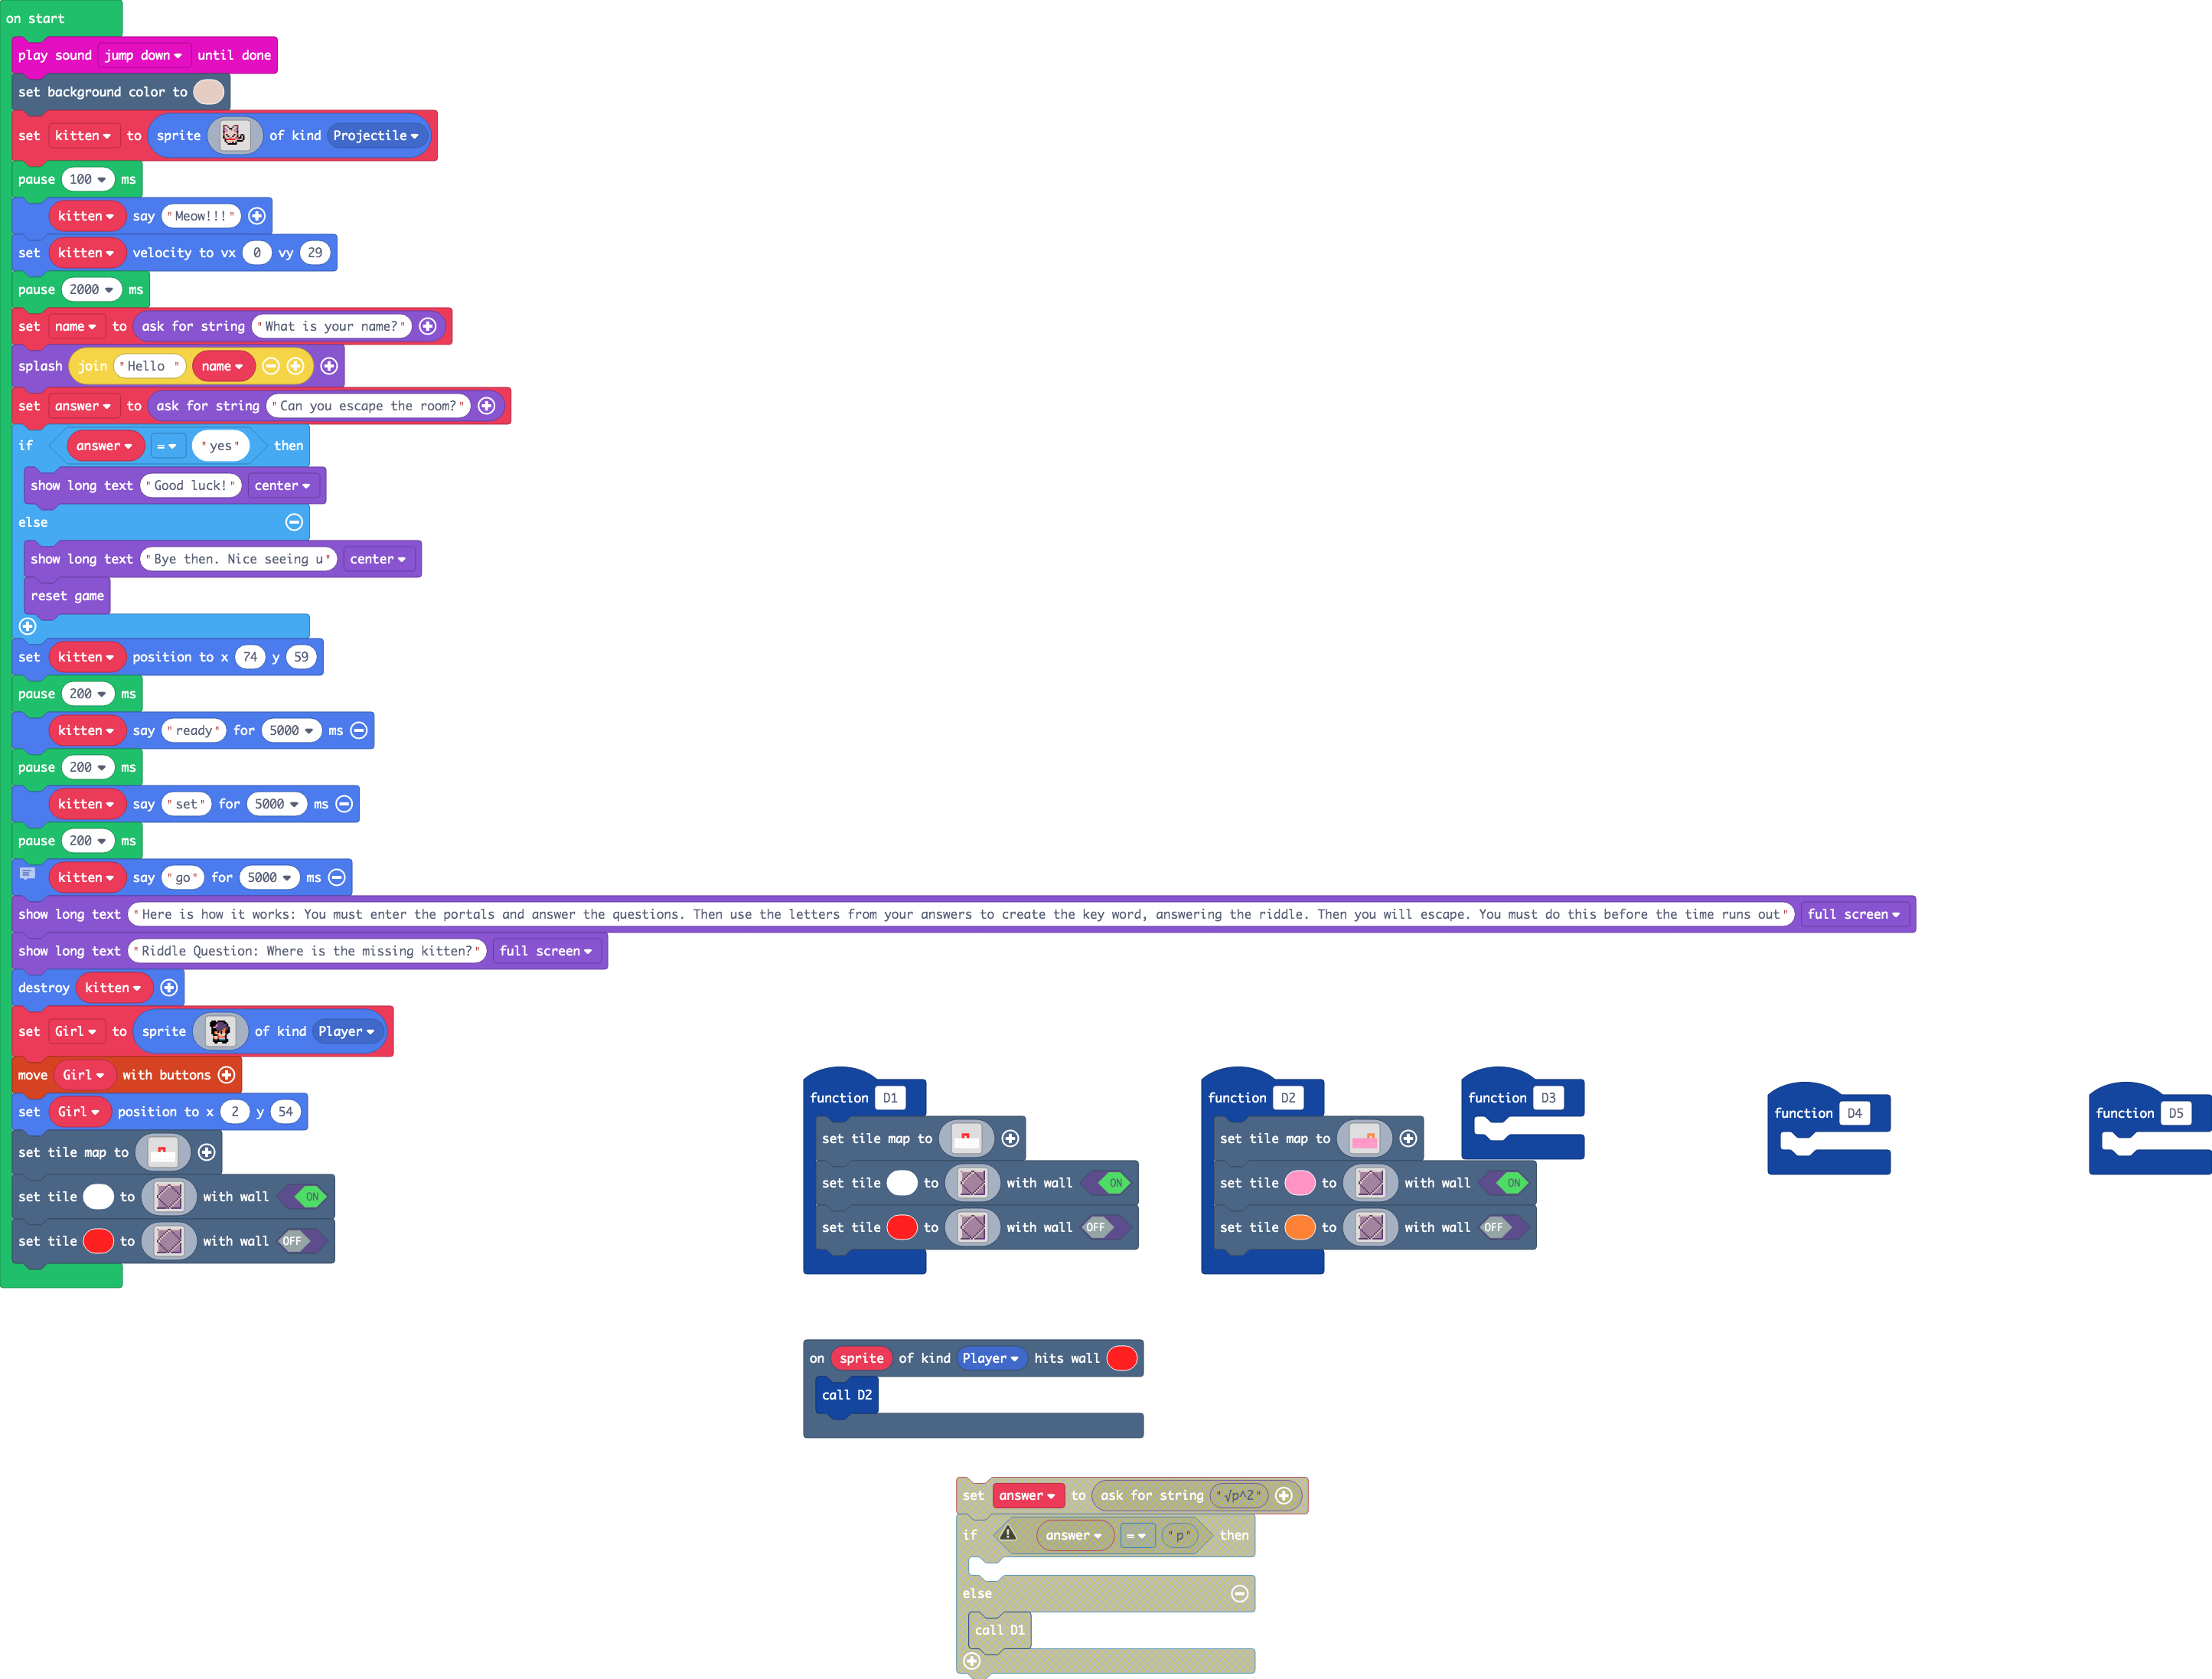 on start
play sound jump down until done
set background color to
set kitten to sprite of kind Projectile
pause 100 ms
kitten say "Meow!!!"
set kitten velocity to vx 0 vy 29
pause 2000 ms
set name to ask for string "What is your name?"
splash join "Hello " name
set answer to ask for string "Can you escape the room?"
if answer = "yes" then
show long text "Good luck!" center
else
show long text "Bye then. Nice seeing u" center
reset game
set kitten position to x 74 y 59
pause 200 ms
kitten say "ready" for 5000 ms
pause 200 ms
kitten say "set" for 5000 ms
pause 200 ms
kitten say "go" for 5000 ms
show long text "Here is how it works: You must enter the portals and answer the questions. Then use the letters from your answers to create the key word, answering the riddle. Then you will escape. You must do this before the time runs out" full screen
show long text "Riddle Question: Where is the missing kitten?" full screen
destroy kitten
set Girl to sprite of kind Player
move Girl with buttons
set Girl position to x 2 y 54
set tile map to
set tile to with wall ON
set tile to with wall OFF
function D1
set tile map to
set tile to with wall ON
set tile to with wall OFF
function D2
set tile map to
set tile to with wall ON
set tile to with wall OFF
function D3
function D4
function D5
on sprite of kind Player hits wall
call D2
set answer to ask for string "√p^2"
if answer = "p" then
else
call D1